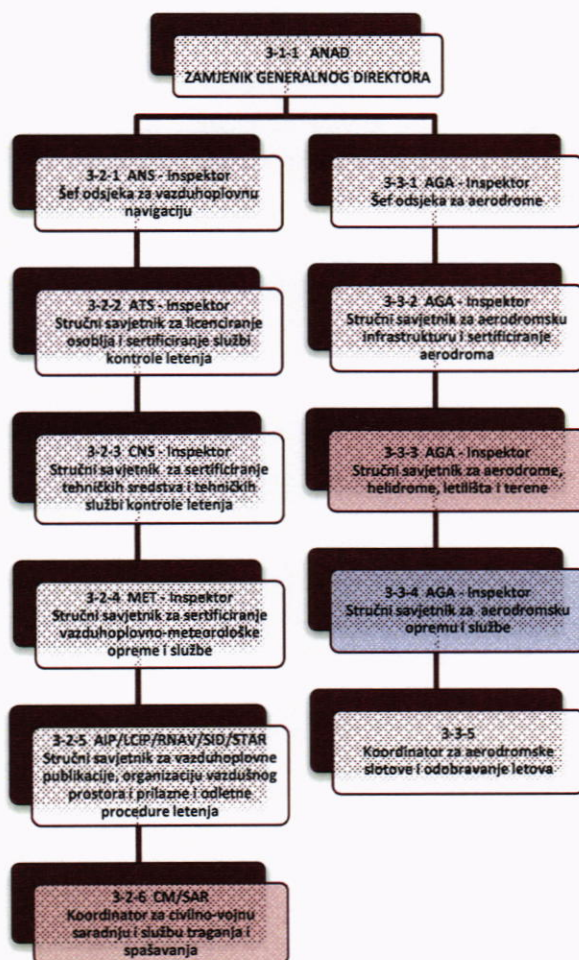 3-1-1 ANAD
ZAMJENIK GENERALNOG DIREKTORA
3-2-1 ANS - Inspektor
Šef odsjeka za vazduhoplovnu
navigaciju
3-2-2 ATS - Inspektor
Stručni savjetnik za licenciranje
osoblja i sertificiranje službi
kontrole letenja
3-2-3 CNS - Inspektor
Stručni savjetnik za sertificiranje
tehničkih sredstva i tehničkih
službi kontrole letenja
3-2-4 MET - Inspektor
Stručni savjetnik za sertificiranje
vazduhoplovno-meteorološke
opreme i službe
3-2-5 AIP/LCIP/RNAV/SID/STAR
Stručni savjetnik za vazduhoplovne
publikacije, organizaciju vazdušnog
prostora i prilazne i odletne
procedure letenja
3-2-6 CM/SAR
Koordinator za civilno-vojnu
saradnju i službu traganja i
spašavanja
3-3-1 AGA - Inspektor
Šef odsjeka za aerodrome
3-3-2 AGA - Inspektor
Stručni savjetnik za aerodromsku
infrastrukturu i sertificiranje
aerodroma
3-3-3 AGA - Inspektor
Stručni savjetnik za aerodrome,
helidrome, letilišta i terene
3-3-4 AGA - Inspektor
Stručni savjetnik za aerodromsku
opremu i službe
3-3-5
Koordinator za aerodromske
slotove i odobravanje letova